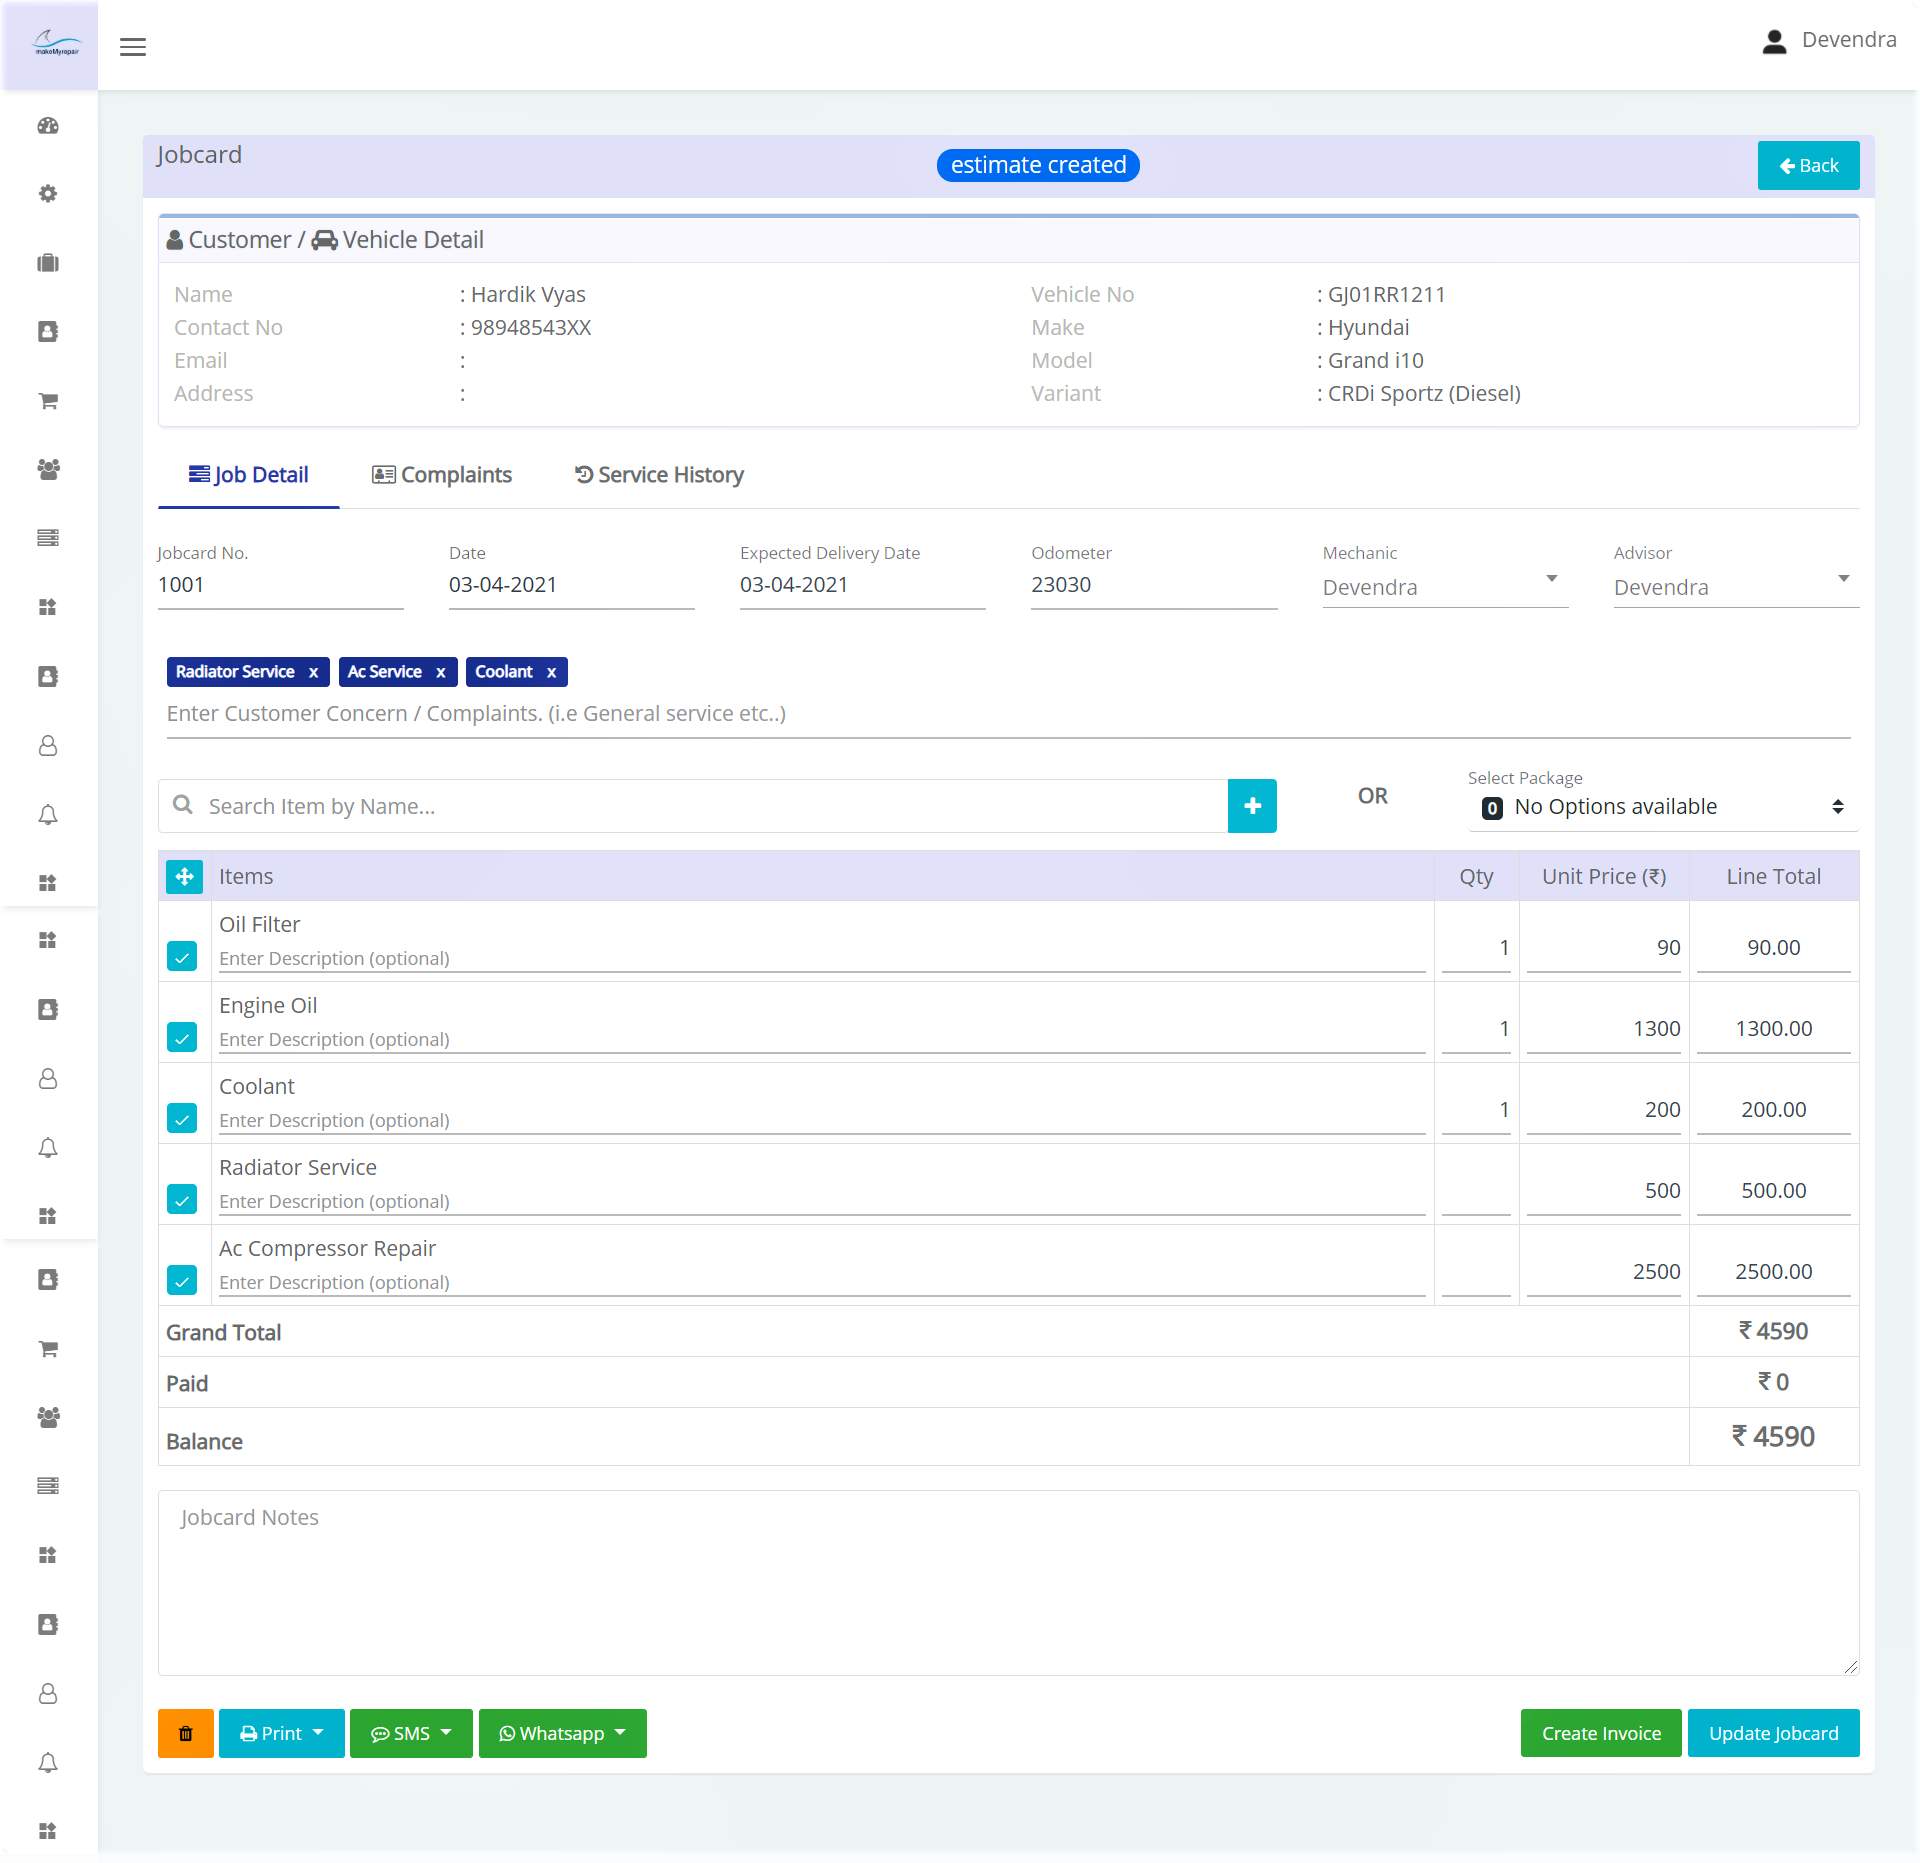 makeMyrepair
Devendra
Jobcard
estimate created
Back
Customer / Vehicle Detail
Name : Hardik Vyas
Vehicle No : GJ01RR1211
Contact No : 98948543XX
Make : Hyundai
Email :
Model : Grand i10
Address :
Variant : CRDi Sportz (Diesel)
Job Detail
Complaints
Service History
Jobcard No.
1001
Date
03-04-2021
Expected Delivery Date
03-04-2021
Odometer
23030
Mechanic
Devendra
Advisor
Devendra
Radiator Service x
Ac Service x
Coolant x
Enter Customer Concern / Complaints. (i.e General service etc..)
Search Item by Name...
+
OR
Select Package
0 No Options available
Items Qty Unit Price (₹) Line Total
Oil Filter
Enter Description (optional)
1 90 90.00
Engine Oil
Enter Description (optional)
1 1300 1300.00
Coolant
Enter Description (optional)
1 200 200.00
Radiator Service
Enter Description (optional)
500 500.00
Ac Compressor Repair
Enter Description (optional)
2500 2500.00
Grand Total ₹ 4590
Paid ₹ 0
Balance ₹ 4590
Jobcard Notes
Print
SMS
Whatsapp
Create Invoice
Update Jobcard